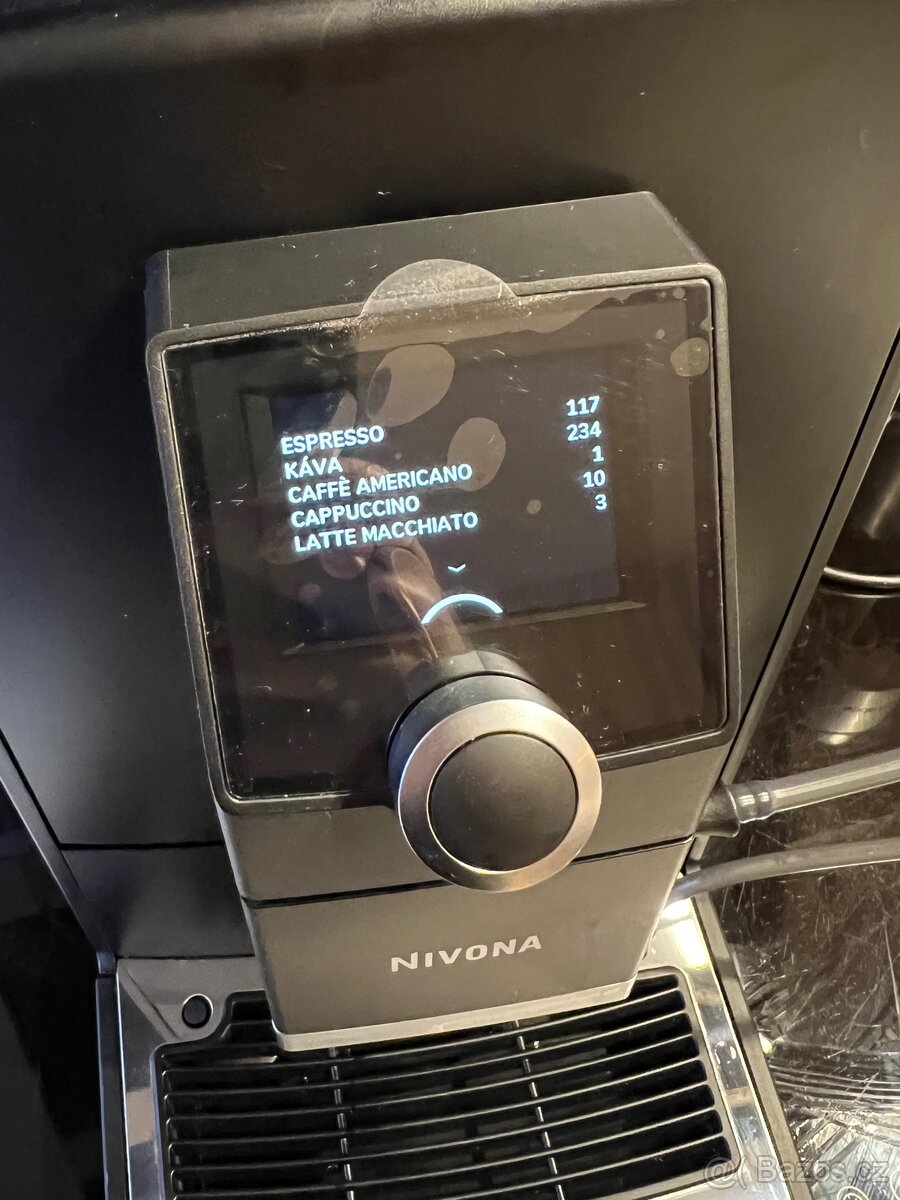 ESPRESSO 117
KÁVA 234
CAFFÈ AMERICANO 1
CAPPUCCINO 10
LATTE MACCHIATO 3
NIVONA
@ Bazos.cz